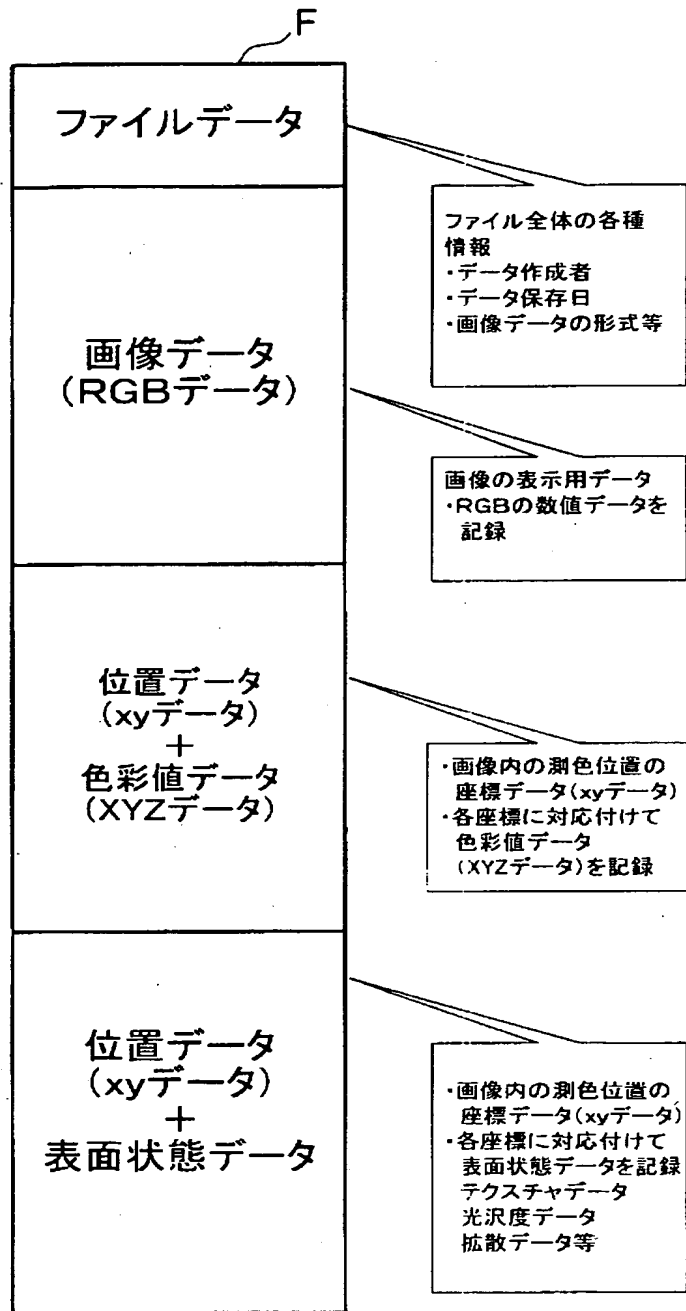 F
ファイルデータ
ファイル全体の各種
情報
・データ作成者
・データ保存日
・画像データの形式等
画像データ
(RGBデータ)
画像の表示用データ
・RGBの数値データを
記録
位置データ
(xyデータ)
+
色彩値データ
(XYZデータ)
・画像内の測色位置の
座標データ(xyデータ)
・各座標に対応付けて
色彩値データ
(XYZデータ)を記録
位置データ
(xyデータ)
+
表面状態データ
・画像内の測色位置の
座標データ(xyデータ)
・各座標に対応付けて
表面状態データを記録
テクスチャデータ
光沢度データ
拡散データ等